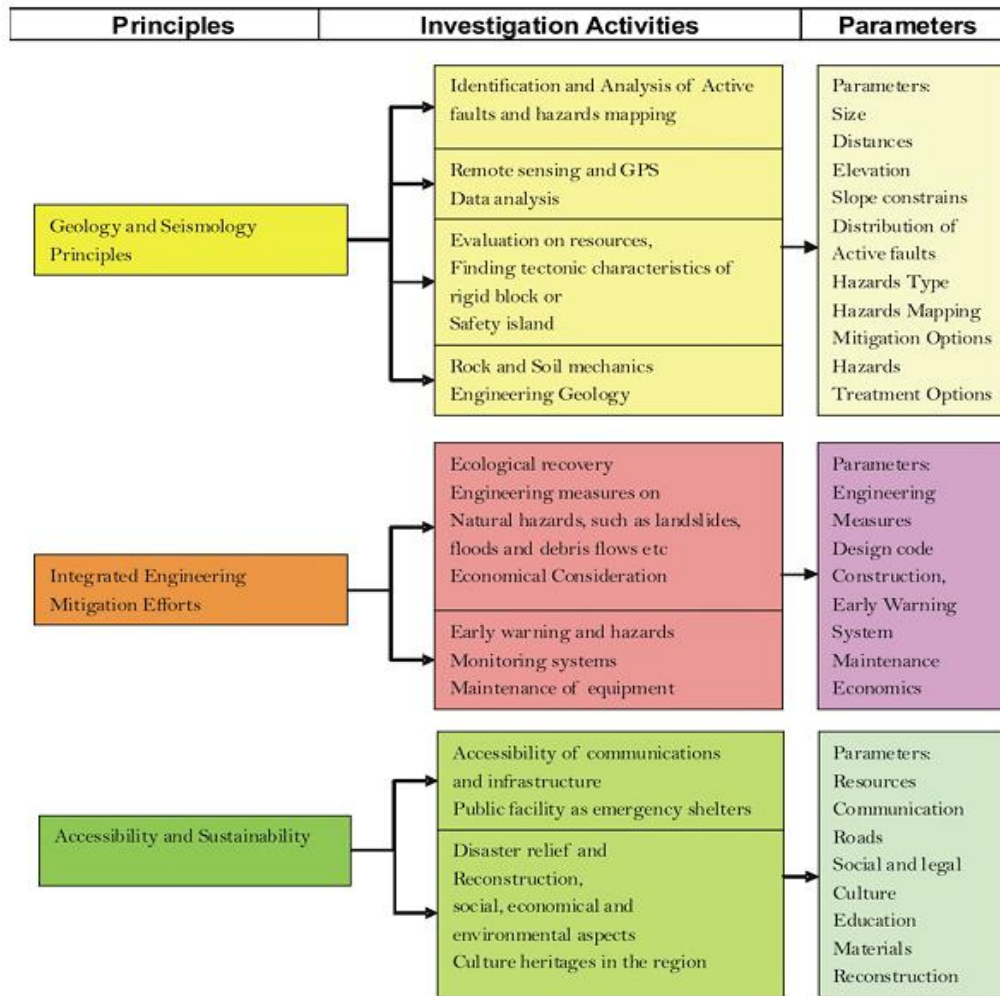 Principles
Investigation Activities
Parameters
Geology and Seismology
Principles
Identification and Analysis of Active
faults and hazards mapping
Remote sensing and GPS
Data analysis
Evaluation on resources,
Finding tectonic characteristics of
rigid block or
Safety island
Rock and Soil mechanics
Engineering Geology
Parameters:
Size
Distances
Elevation
Slope constrains
Distribution of
Active faults
Hazards Type
Hazards Mapping
Mitigation Options
Hazards
Treatment Options
Integrated Engineering
Mitigation Efforts
Ecological recovery
Engineering measures on
Natural hazards, such as landslides,
floods and debris flows etc
Economical Consideration
Early warning and hazards
Monitoring systems
Maintenance of equipment
Parameters:
Engineering
Measures
Design code
Construction,
Early Warning
System
Maintenance
Economics
Accessibility and Sustainability
Accessibility of communications
and infrastructure
Public facility as emergency shelters
Disaster relief and
Reconstruction,
social, economical and
environmental aspects
Culture heritages in the region
Parameters:
Resources
Communication
Roads
Social and legal
Culture
Education
Materials
Reconstruction